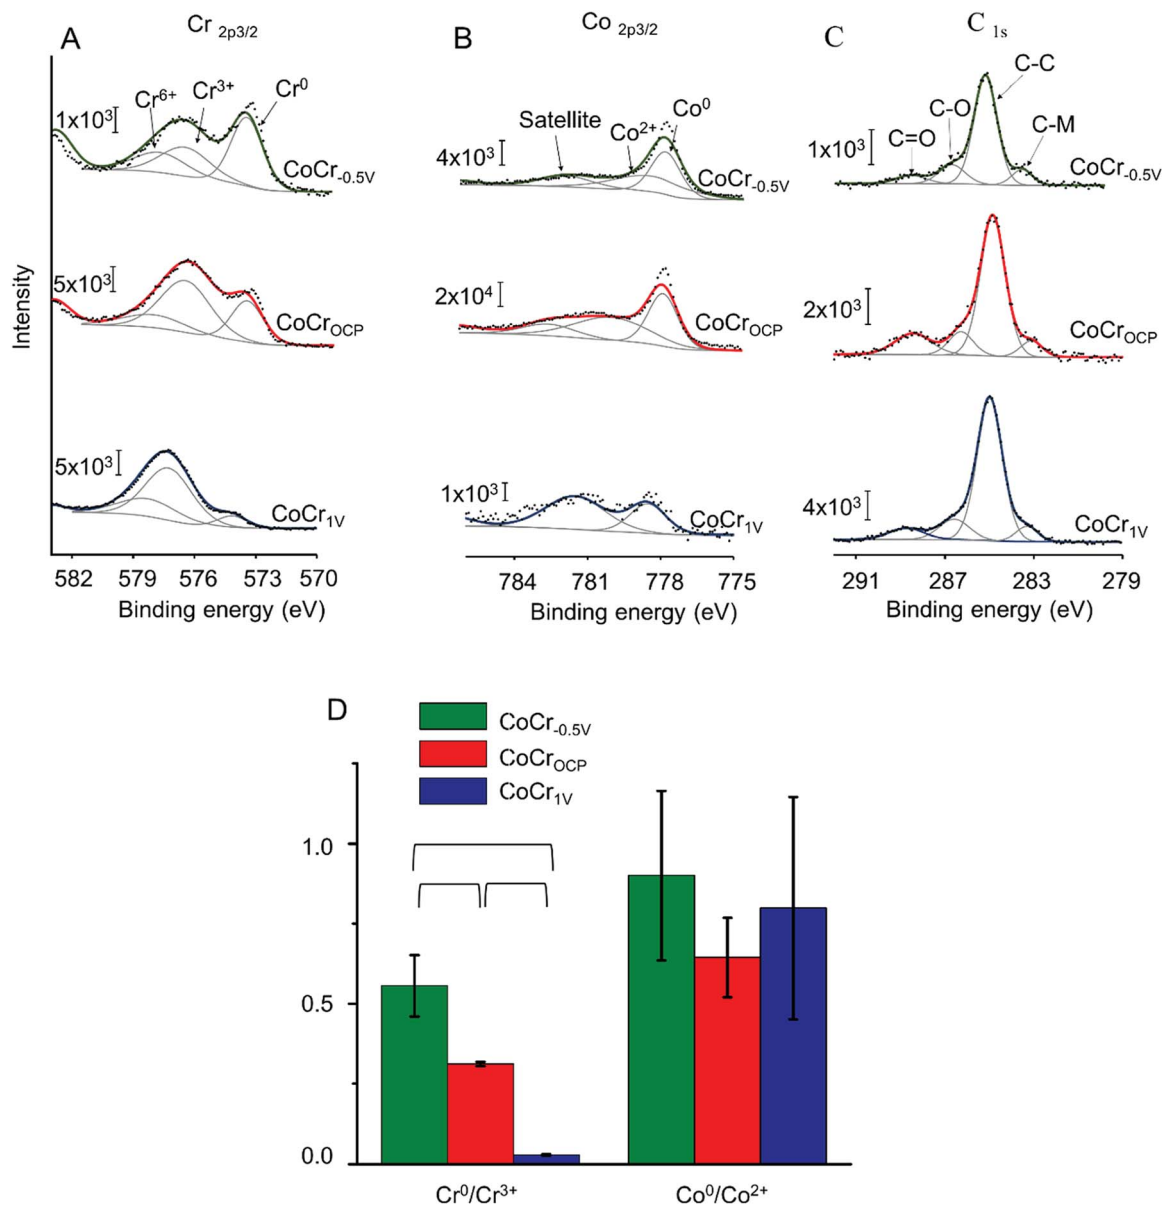 A
Cr 2p3/2
B
Co 2p3/2
C
C 1s
Intensity
1x10³
Cr⁶⁺
Cr³⁺
Cr⁰
CoCr-0.5V
5x10³
CoCrOCP
5x10³
CoCr1V
582 579 576 573 570
Binding energy (eV)
4x10³
Satellite
Co²⁺
Co⁰
CoCr-0.5V
2x10⁴
CoCrOCP
1x10³
CoCr1V
784 781 778 775
Binding energy (eV)
1x10³
C=O
C-O
C-C
C-M
CoCr-0.5V
2x10³
CoCrOCP
4x10³
CoCr1V
291 287 283 279
Binding energy (eV)
D
CoCr-0.5V
CoCrOCP
CoCr1V
1.0
0.5
0.0
Cr⁰/Cr³⁺
Co⁰/Co²⁺